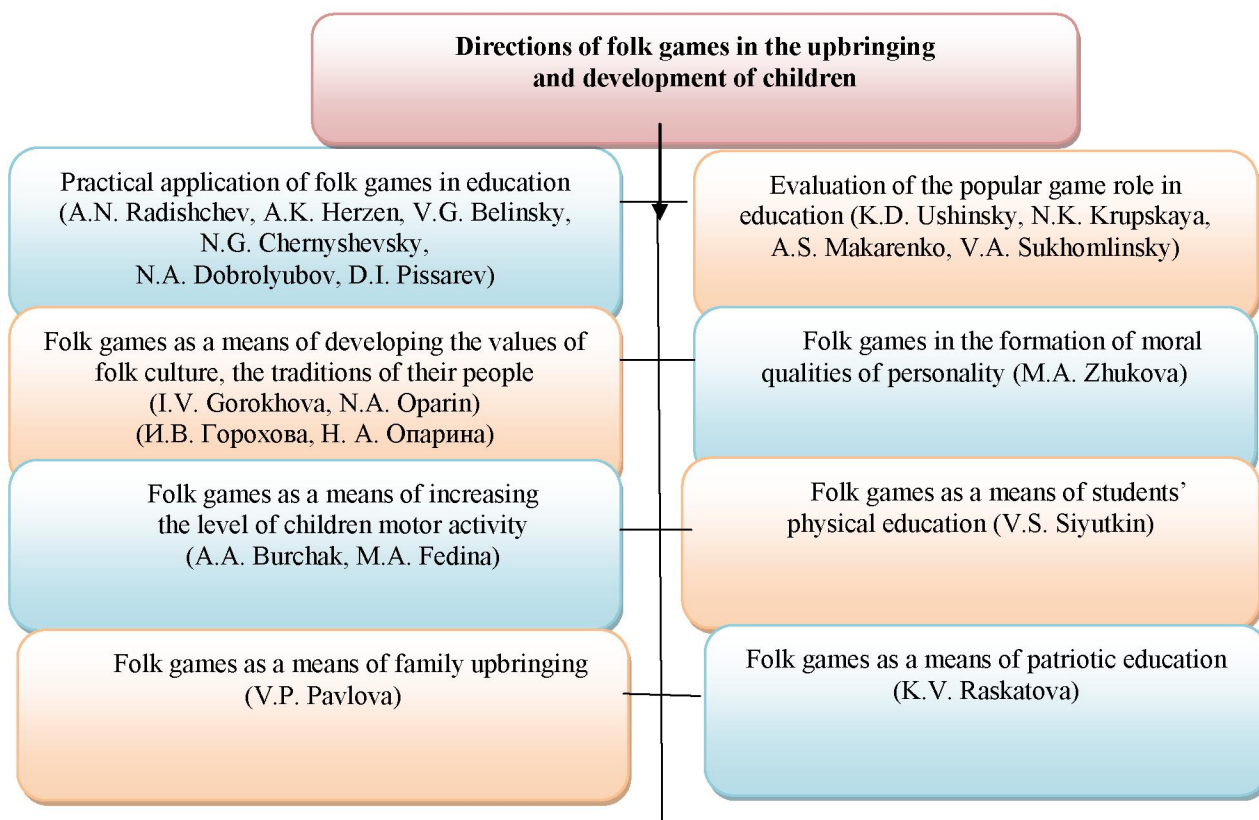 Directions of folk games in the upbringing
and development of children
Practical application of folk games in education
(A.N. Radishchev, A.K. Herzen, V.G. Belinsky,
N.G. Chernyshevsky,
N.A. Dobrolyubov, D.I. Pissarev)
Evaluation of the popular game role in
education (K.D. Ushinsky, N.K. Krupskaya,
A.S. Makarenko, V.A. Sukhomlinsky)
Folk games as a means of developing the values of
folk culture, the traditions of their people
(I.V. Gorokhova, N.A. Oparin)
(И.В. Горохова, Н. А. Опарина)
Folk games in the formation of moral
qualities of personality (M.A. Zhukova)
Folk games as a means of increasing
the level of children motor activity
(A.A. Burchak, M.A. Fedina)
Folk games as a means of students’
physical education (V.S. Siyutkin)
Folk games as a means of family upbringing
(V.P. Pavlova)
Folk games as a means of patriotic education
(K.V. Raskatova)